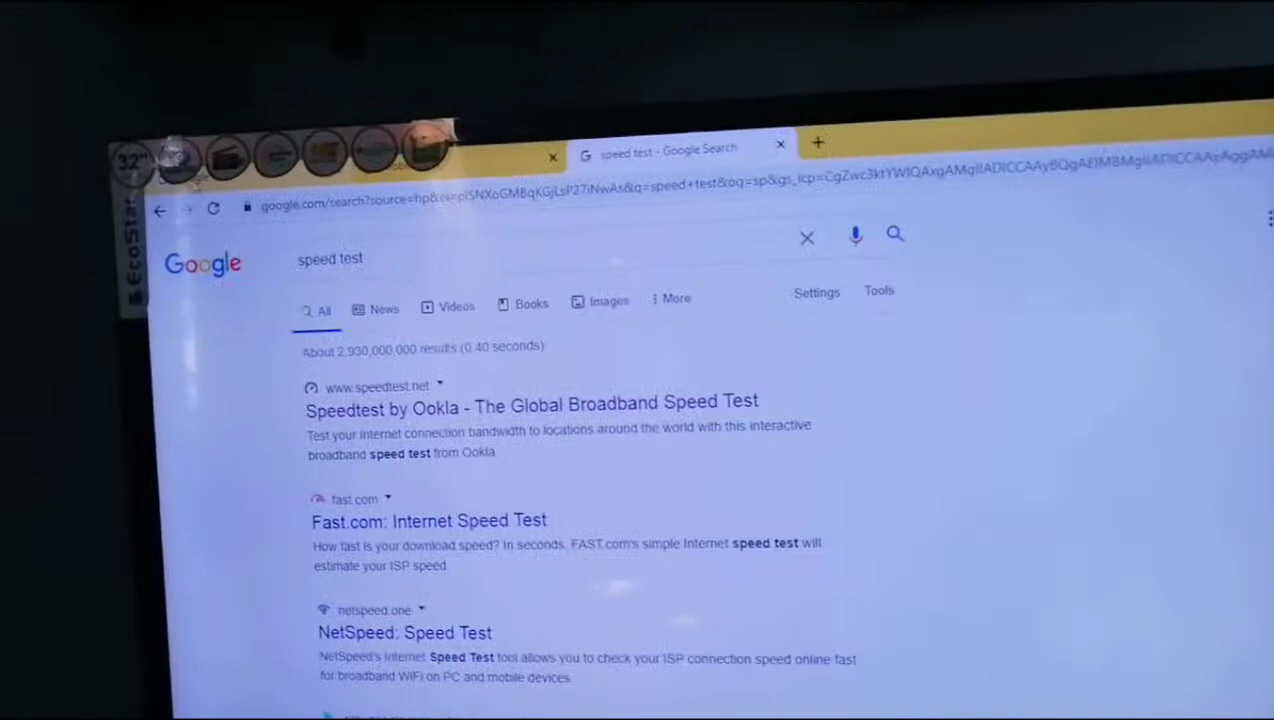 32"
EcoStar
speed test - Google Search
Google
speed test
All News Videos Books Images More
Settings Tools
About 2,930,000,000 results (0.40 seconds)
www.speedtest.net
Speedtest by Ookla - The Global Broadband Speed Test
Test your internet connection bandwidth to locations around the world with this interactive
broadband speed test from Ookla.
fast.com
Fast.com: Internet Speed Test
How fast is your download speed? In seconds, FAST.com's simple Internet speed test will
estimate your ISP speed.
netspeed.one
NetSpeed: Speed Test
NetSpeed's Internet Speed Test tool allows you to check your ISP connection speed online fast
for broadband WiFi on PC and mobile devices.